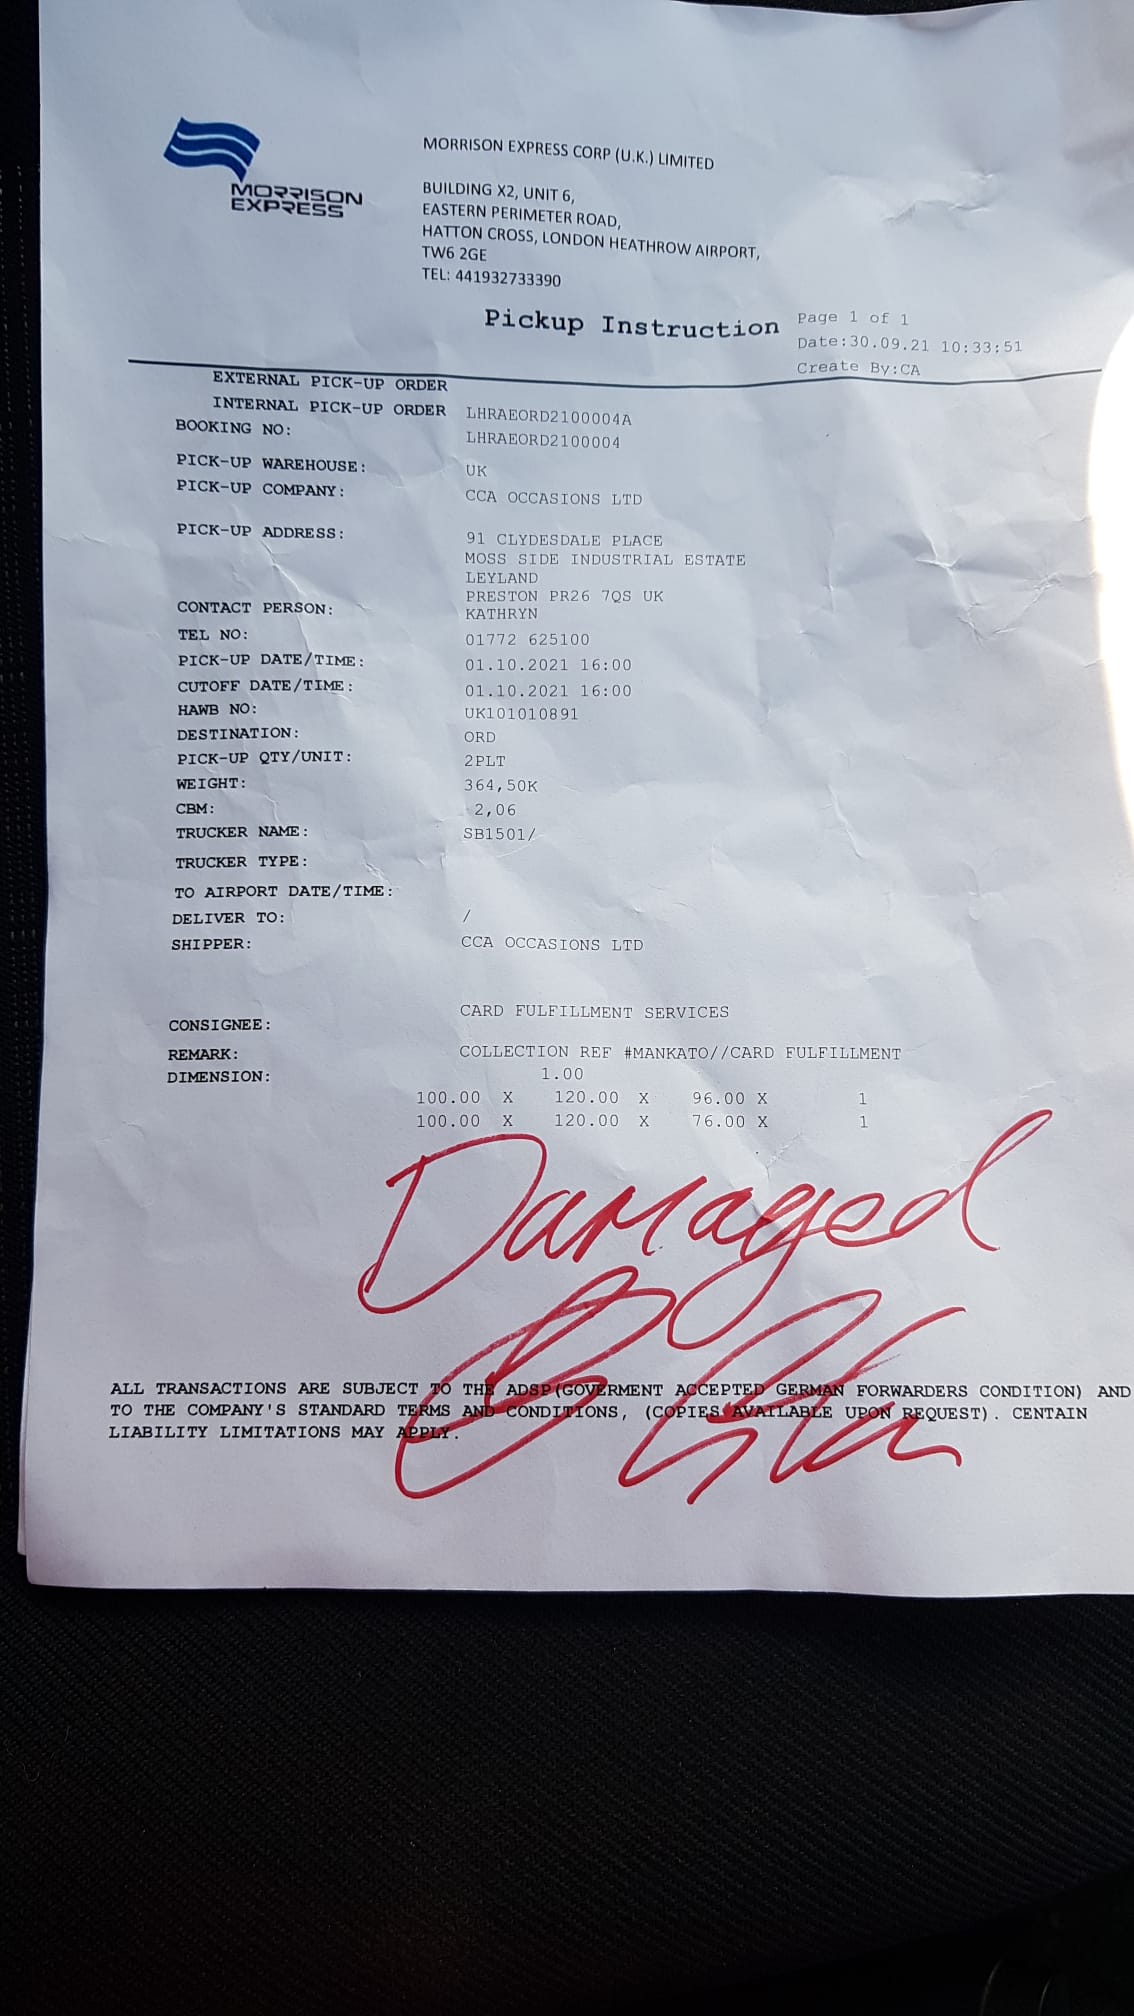 MORRISON
EXPRESS
MORRISON EXPRESS CORP (U.K.) LIMITED
BUILDING X2, UNIT 6,
EASTERN PERIMETER ROAD,
HATTON CROSS, LONDON HEATHROW AIRPORT,
TW6 2GE
TEL: 441932733390
Pickup Instruction
Page 1 of 1
Date:30.09.21 10:33:51
Create By:CA
EXTERNAL PICK-UP ORDER
INTERNAL PICK-UP ORDER LHRAEORD2100004A
BOOKING NO: LHRAEORD2100004
PICK-UP WAREHOUSE: UK
PICK-UP COMPANY: CCA OCCASIONS LTD
PICK-UP ADDRESS: 91 CLYDESDALE PLACE
MOSS SIDE INDUSTRIAL ESTATE
LEYLAND
PRESTON PR26 7QS UK
CONTACT PERSON: KATHRYN
TEL NO: 01772 625100
PICK-UP DATE/TIME: 01.10.2021 16:00
CUTOFF DATE/TIME: 01.10.2021 16:00
HAWB NO: UK101010891
DESTINATION: ORD
PICK-UP QTY/UNIT: 2PLT
WEIGHT: 364,50K
CBM: 2,06
TRUCKER NAME: SB1501/
TRUCKER TYPE:
TO AIRPORT DATE/TIME:
DELIVER TO: /
SHIPPER: CCA OCCASIONS LTD
CONSIGNEE: CARD FULFILLMENT SERVICES
REMARK: COLLECTION REF #MANKATO//CARD FULFILLMENT
DIMENSION: 1.00
100.00 X 120.00 X 96.00 X 1
100.00 X 120.00 X 76.00 X 1
Damaged
ALL TRANSACTIONS ARE SUBJECT TO THE ADSP(GOVERMENT ACCEPTED GERMAN FORWARDERS CONDITION) AND
TO THE COMPANY'S STANDARD TERMS AND CONDITIONS, (COPIES AVAILABLE UPON REQUEST). CENTAIN
LIABILITY LIMITATIONS MAY APPLY.